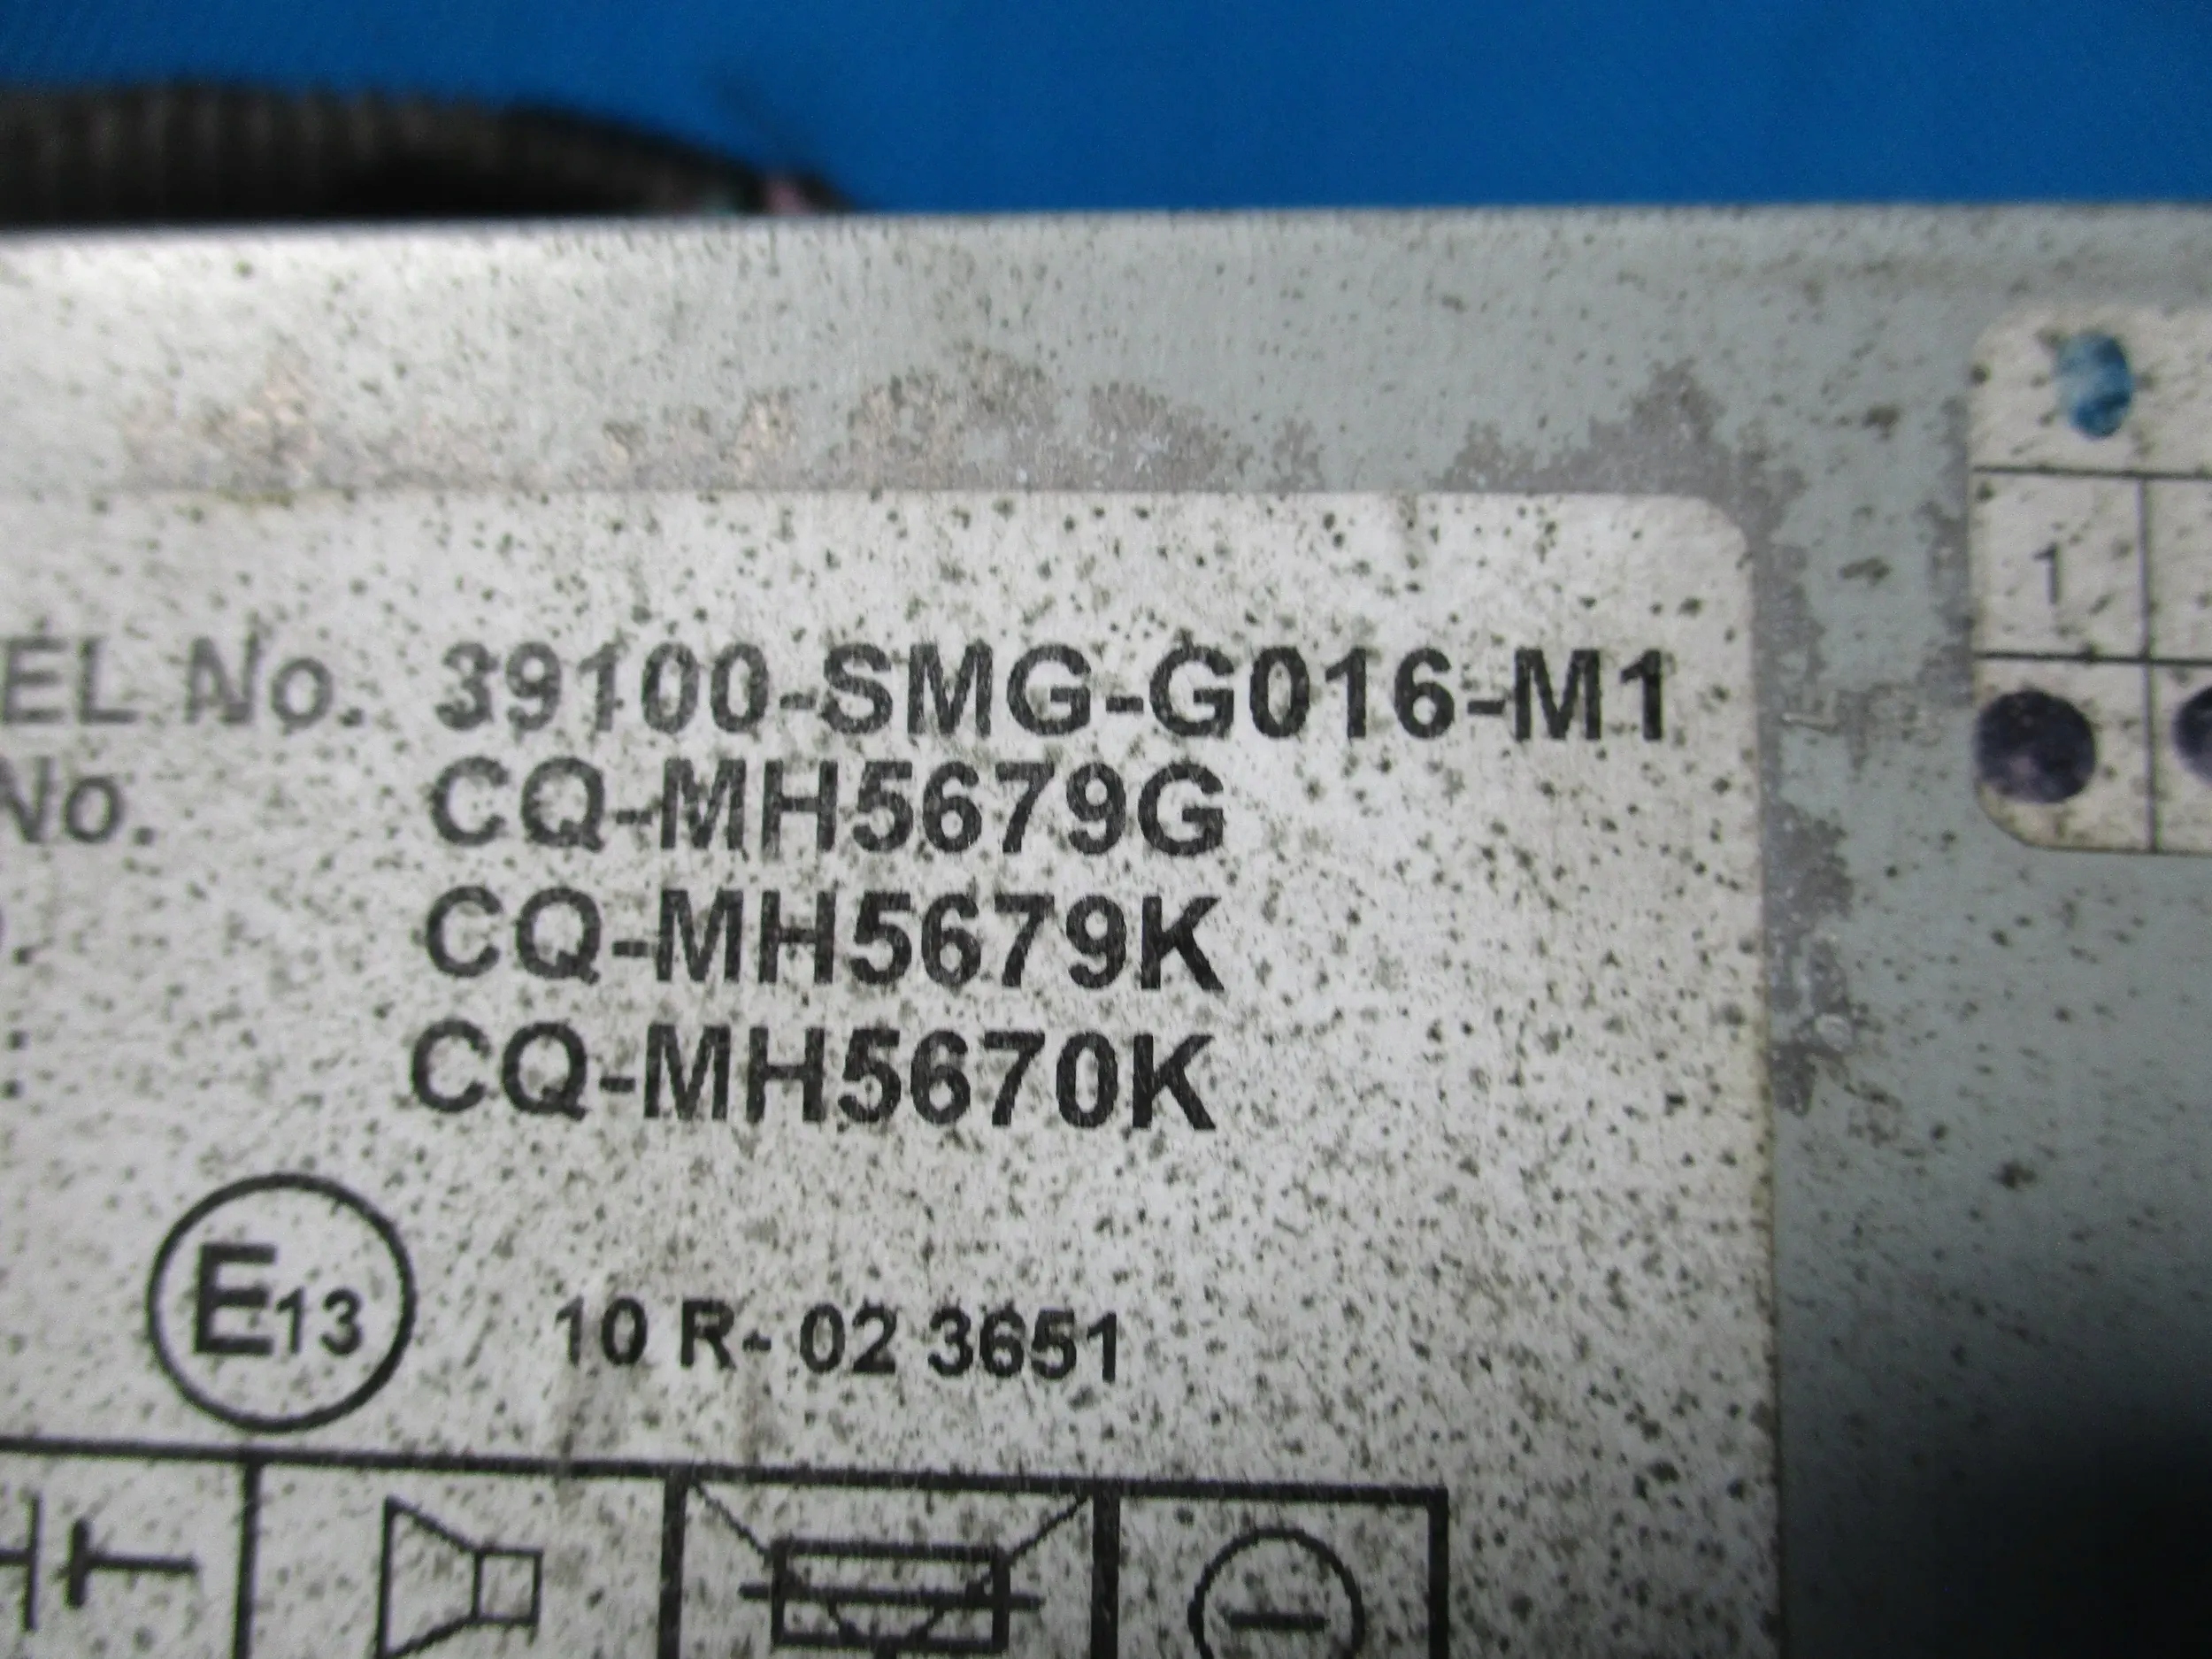 EL No. 39100-SMG-G016-M1
No. CQ-MH5679G
CQ-MH5679K
CQ-MH5670K
E13 10 R- 02 3651
1